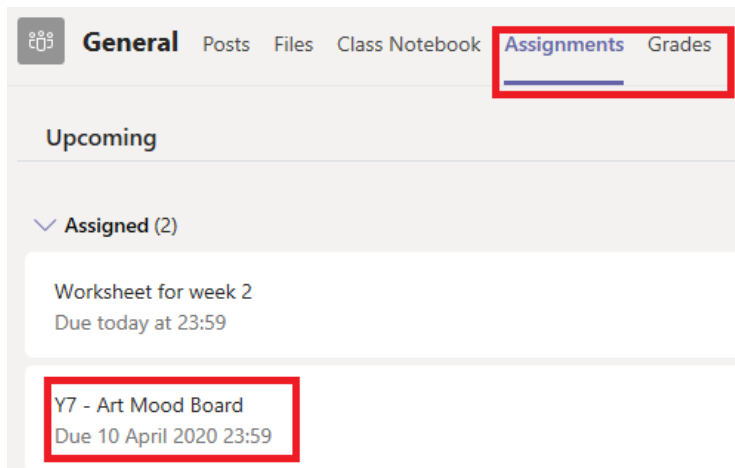 General Posts Files Class Notebook Assignments Grades
Upcoming
Assigned (2)
Worksheet for week 2
Due today at 23:59
Y7 - Art Mood Board
Due 10 April 2020 23:59